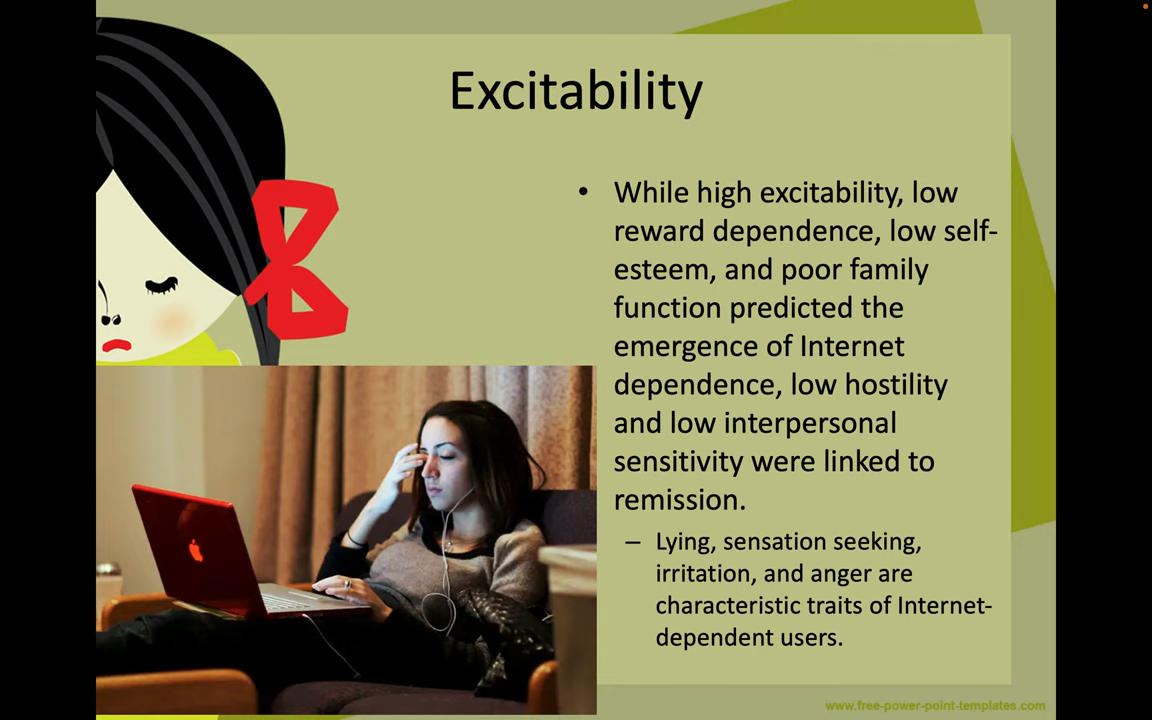 Excitability
• While high excitability, low
reward dependence, low self-
esteem, and poor family
function predicted the
emergence of Internet
dependence, low hostility
and low interpersonal
sensitivity were linked to
remission.
– Lying, sensation seeking,
irritation, and anger are
characteristic traits of Internet-
dependent users.
www.free-power-point-templates.com